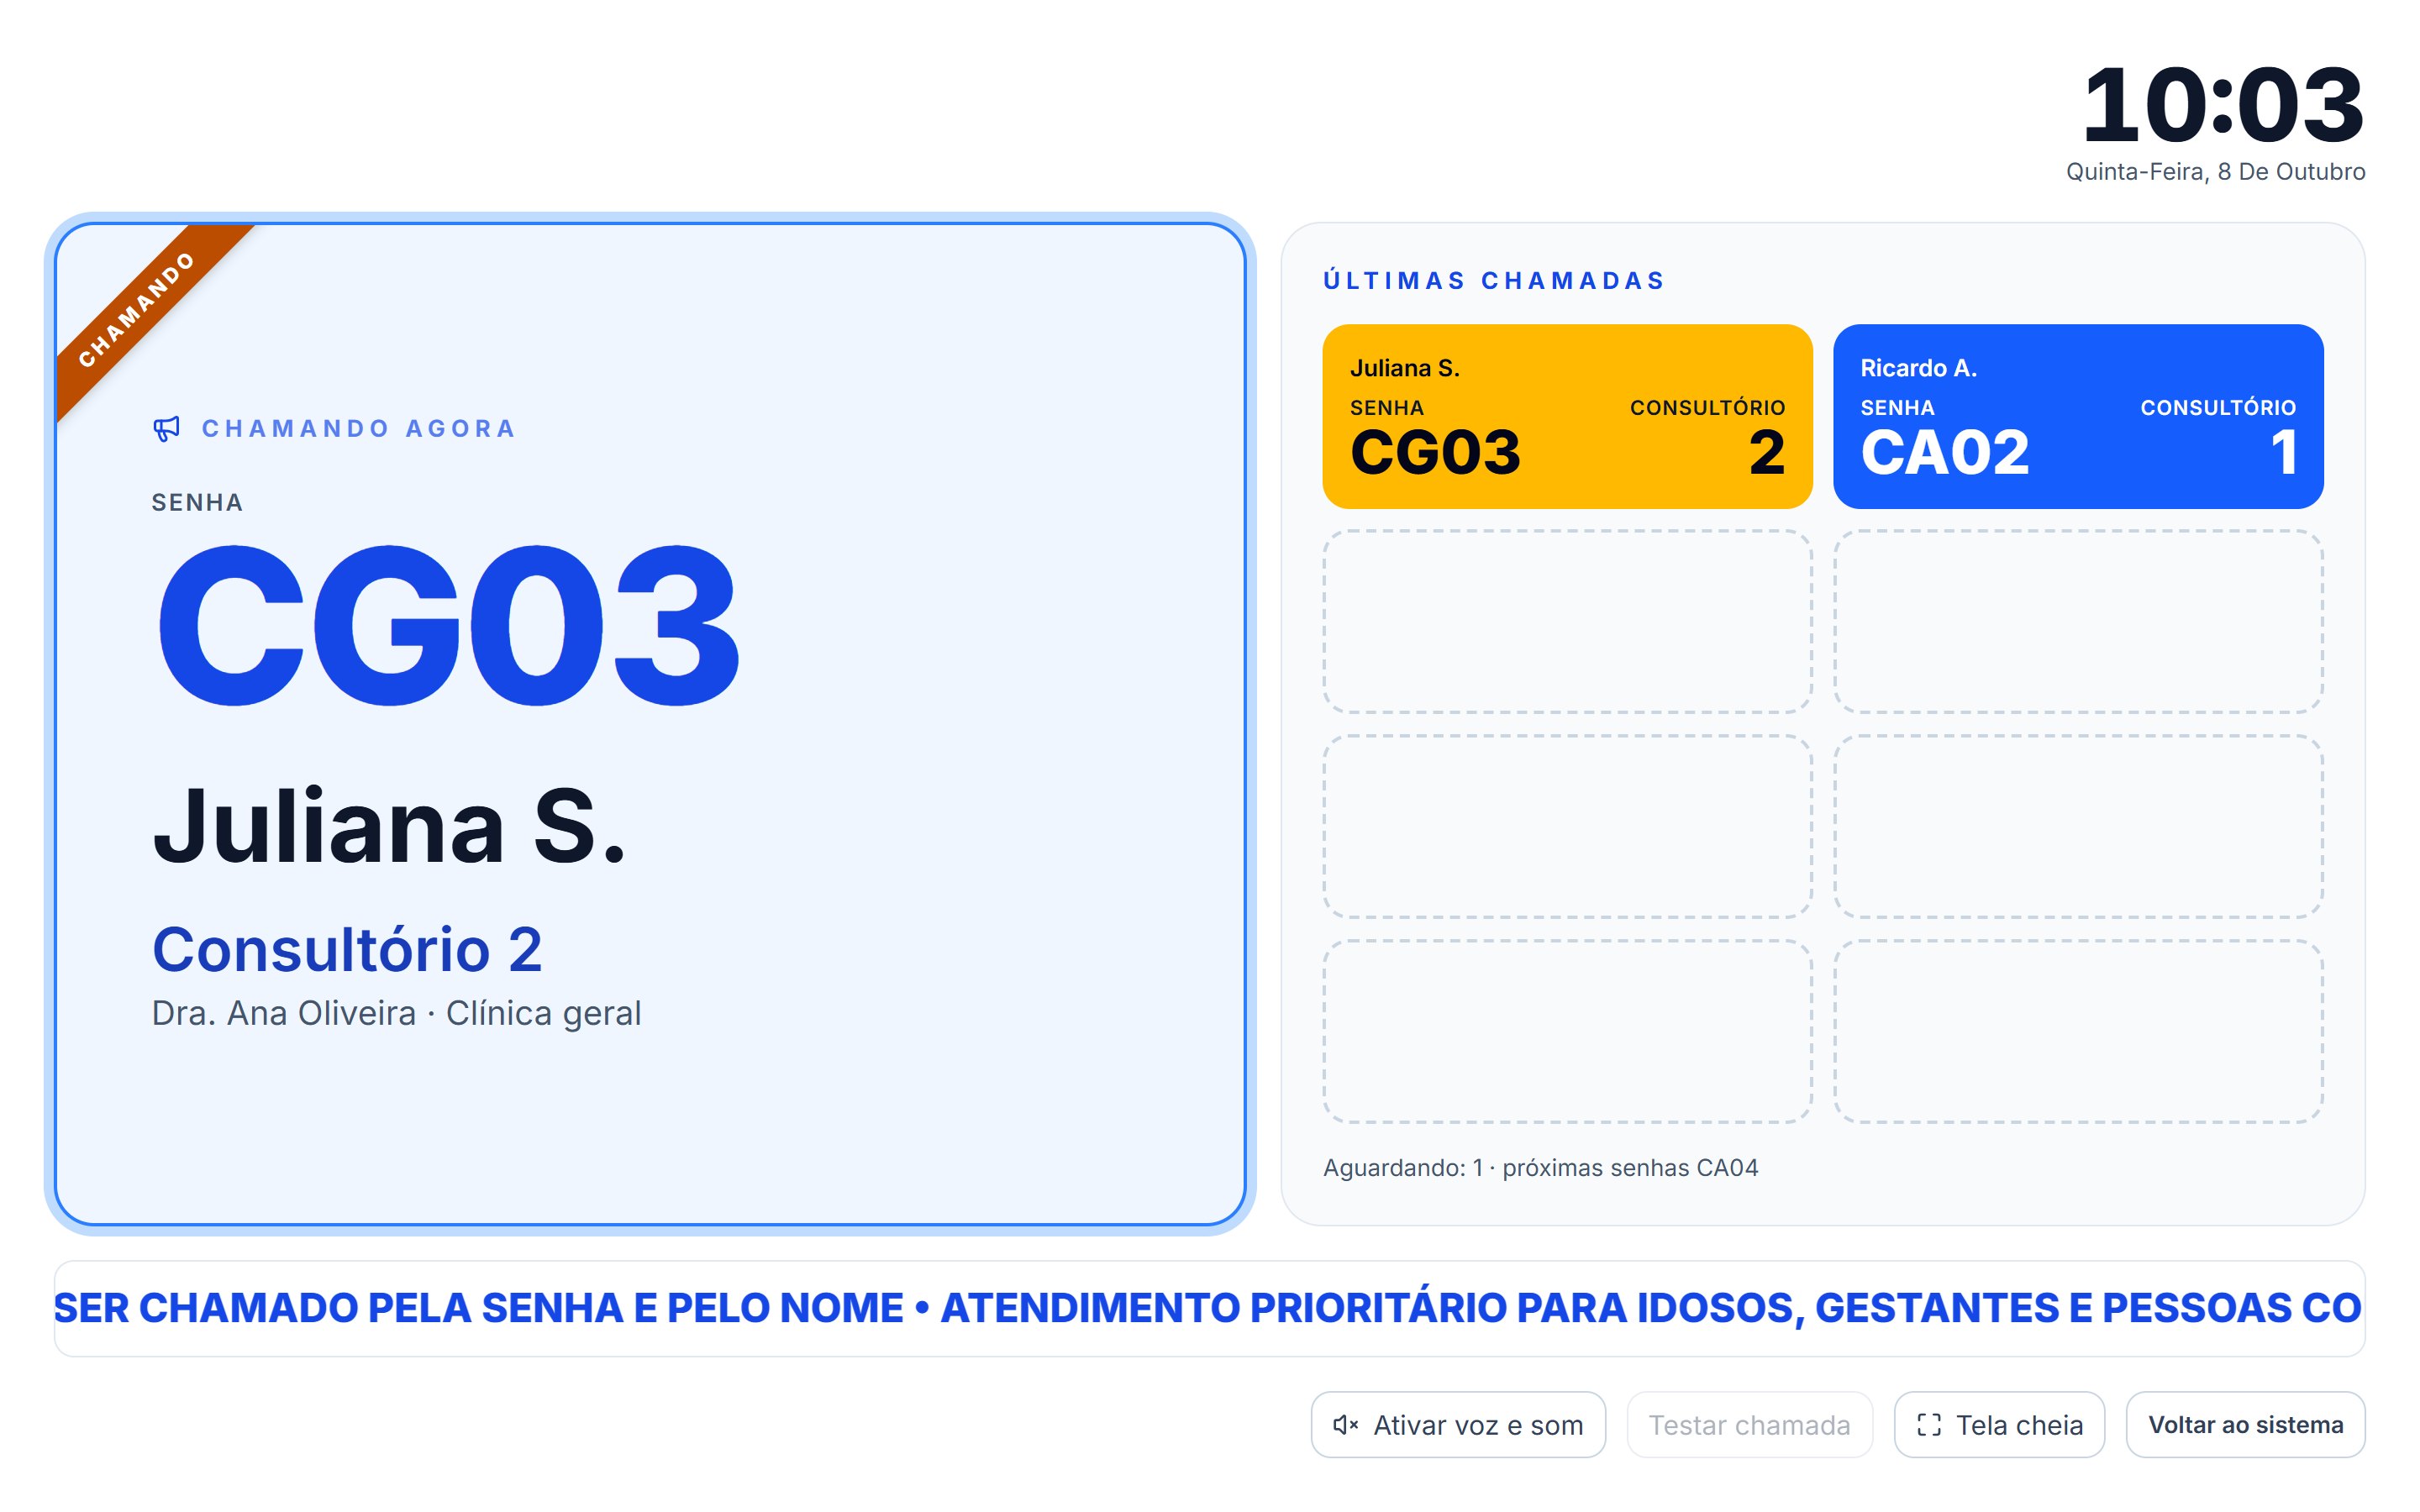 10:03
Quinta-Feira, 8 De Outubro
CHAMANDO
CHAMANDO AGORA
SENHA
CG03
Juliana S.
Consultório 2
Dra. Ana Oliveira · Clínica geral
ÚLTIMAS CHAMADAS
Juliana S.
SENHA CONSULTÓRIO
CG03 2
Ricardo A.
SENHA CONSULTÓRIO
CA02 1
Aguardando: 1 · próximas senhas CA04
SER CHAMADO PELA SENHA E PELO NOME • ATENDIMENTO PRIORITÁRIO PARA IDOSOS, GESTANTES E PESSOAS CO
Ativar voz e som
Testar chamada
Tela cheia
Voltar ao sistema